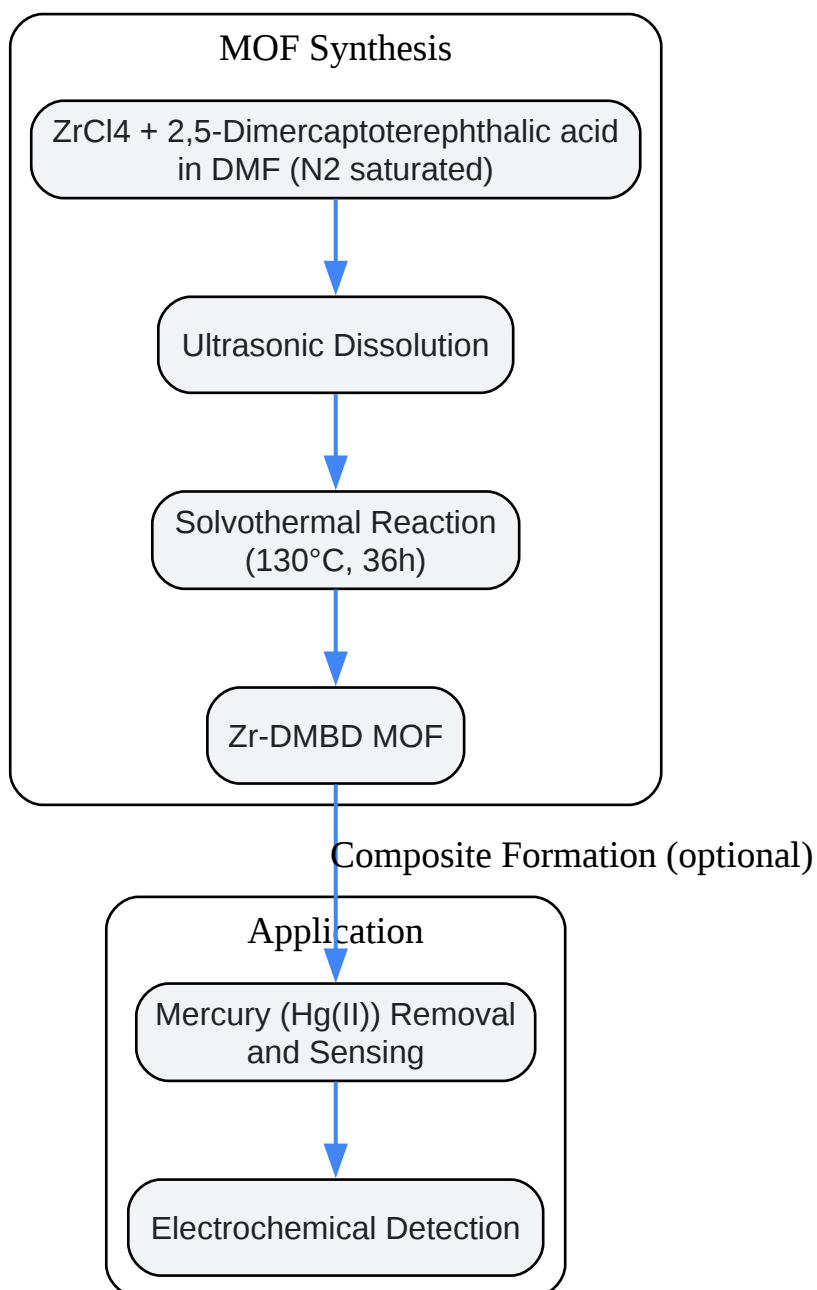 MOF Synthesis
ZrCl4 + 2,5-Dimercaptoterephthalic acid
in DMF (N2 saturated)
Ultrasonic Dissolution
Solvothermal Reaction
(130°C, 36h)
Zr-DMBD MOF
Composite Formation (optional)
Application
Mercury (Hg(II)) Removal
and Sensing
Electrochemical Detection